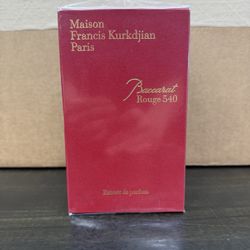 Maison
Francis Kurkdjian
Paris
Baccarat
Rouge 540
Extrait de parfum